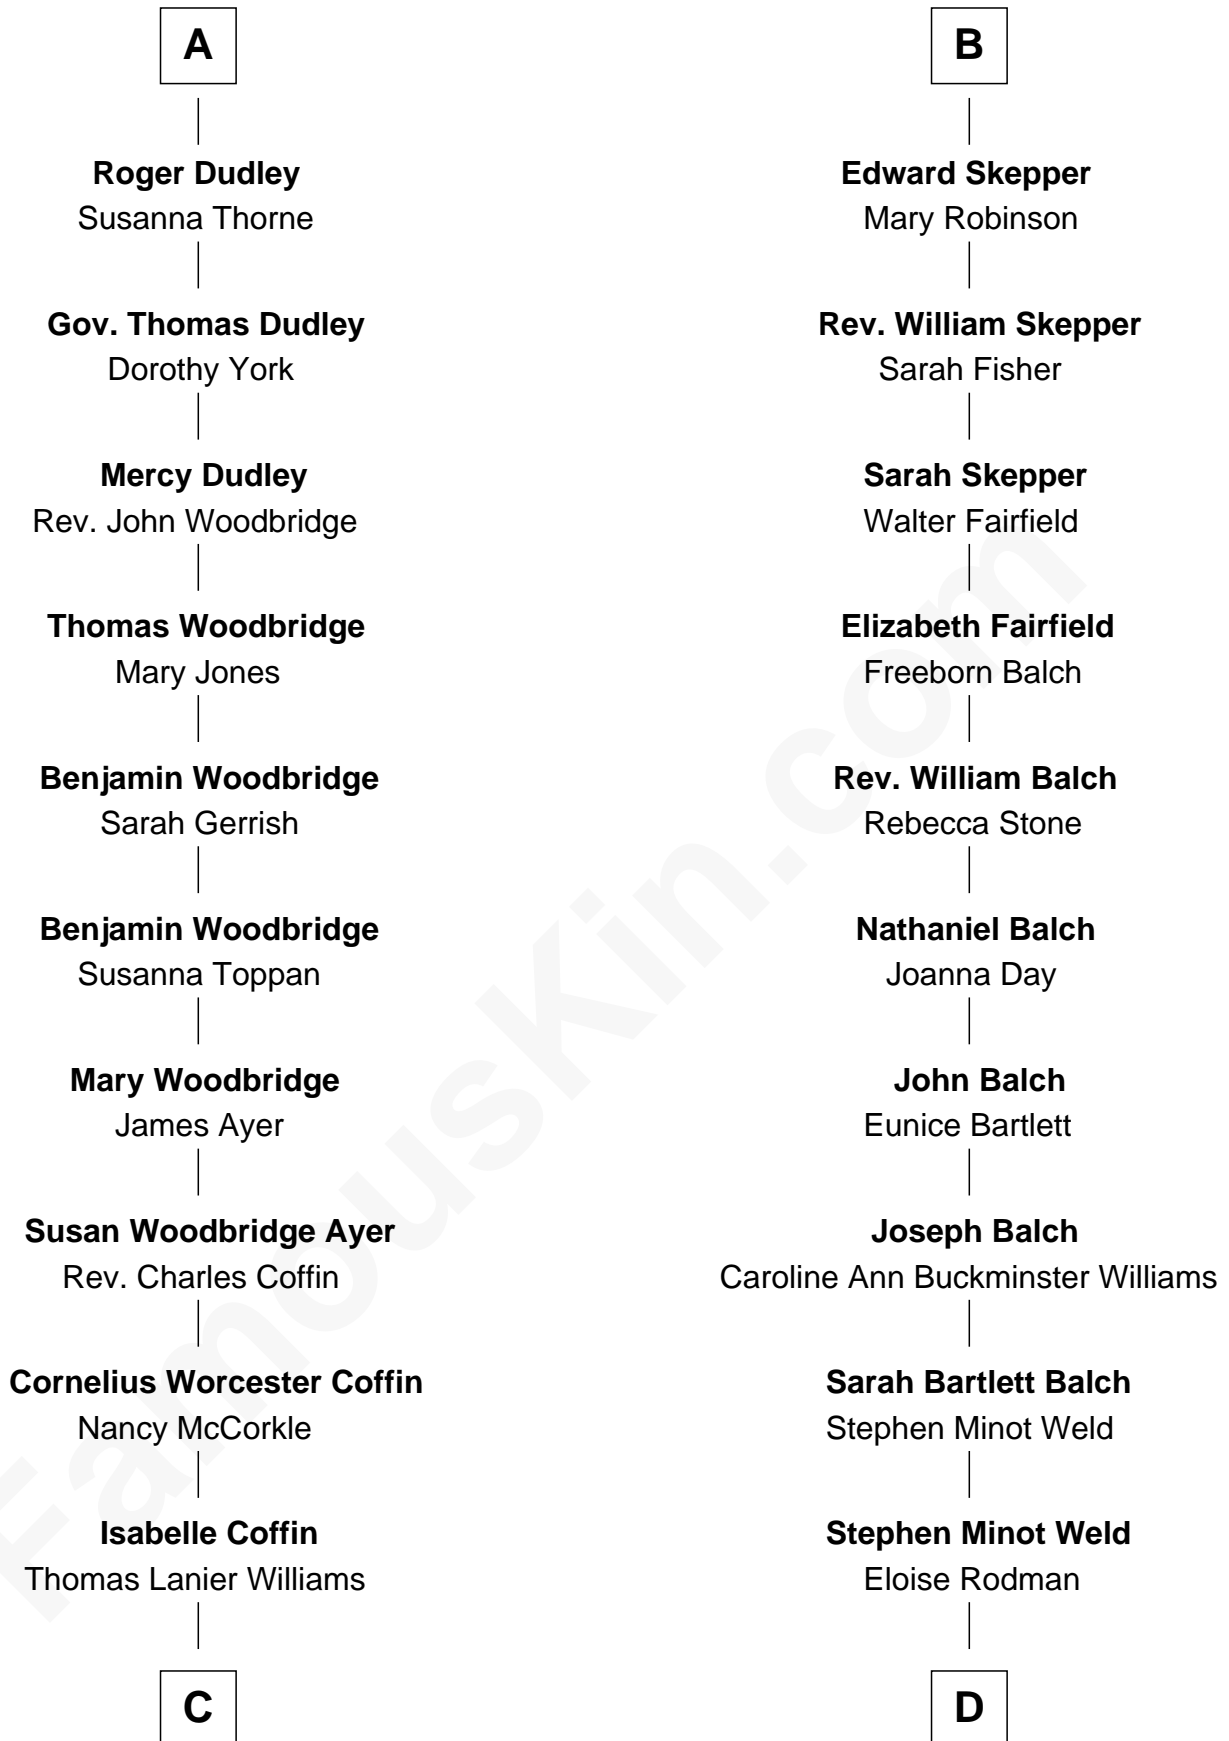 A
Roger Dudley
Susanna Thorne
Gov. Thomas Dudley
Dorothy York
Mercy Dudley
Rev. John Woodbridge
Thomas Woodbridge
Mary Jones
Benjamin Woodbridge
Sarah Gerrish
Benjamin Woodbridge
Susanna Toppan
Mary Woodbridge
James Ayer
Susan Woodbridge Ayer
Rev. Charles Coffin
Cornelius Worcester Coffin
Nancy McCorkle
Isabelle Coffin
Thomas Lanier Williams
C
B
Edward Skepper
Mary Robinson
Rev. William Skepper
Sarah Fisher
Sarah Skepper
Walter Fairfield
Elizabeth Fairfield
Freeborn Balch
Rev. William Balch
Rebecca Stone
Nathaniel Balch
Joanna Day
John Balch
Eunice Bartlett
Joseph Balch
Caroline Ann Buckminster Williams
Sarah Bartlett Balch
Stephen Minot Weld
Stephen Minot Weld
Eloise Rodman
D
FamousKin.com